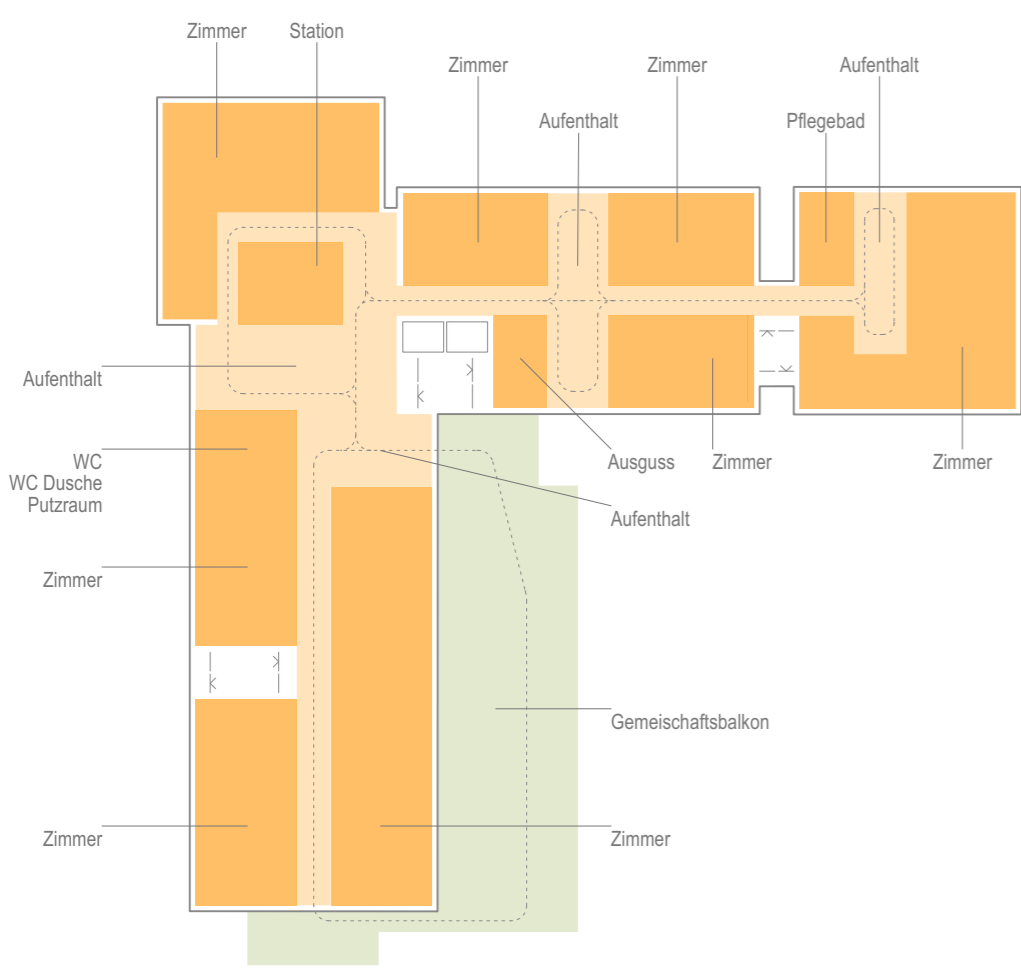 Zimmer
Station
Zimmer
Zimmer
Aufenthalt
Aufenthalt
Pflegebad
Aufenthalt
WC
WC Dusche
Putzraum
Ausguss
Zimmer
Zimmer
Aufenthalt
Zimmer
Gemeischaftsbalkon
Zimmer
Zimmer